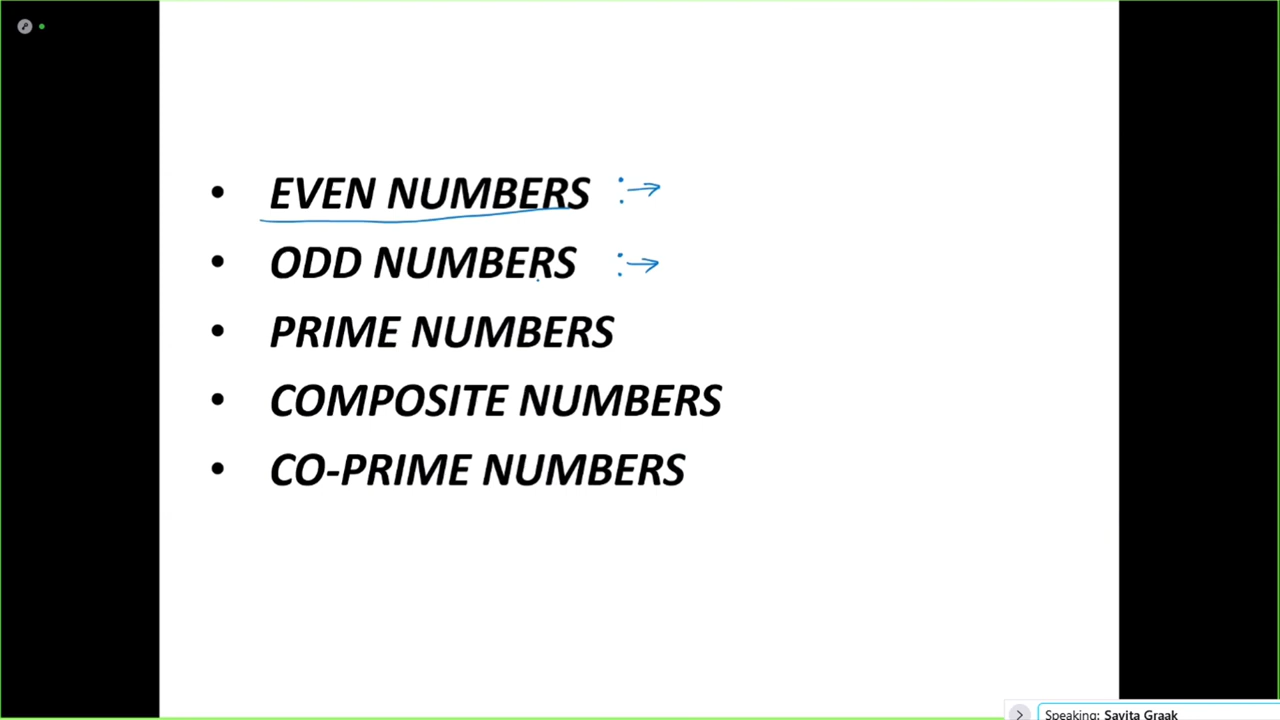 • EVEN NUMBERS :→
• ODD NUMBERS :→
• PRIME NUMBERS
• COMPOSITE NUMBERS
• CO-PRIME NUMBERS
Speaking: Savita Graak